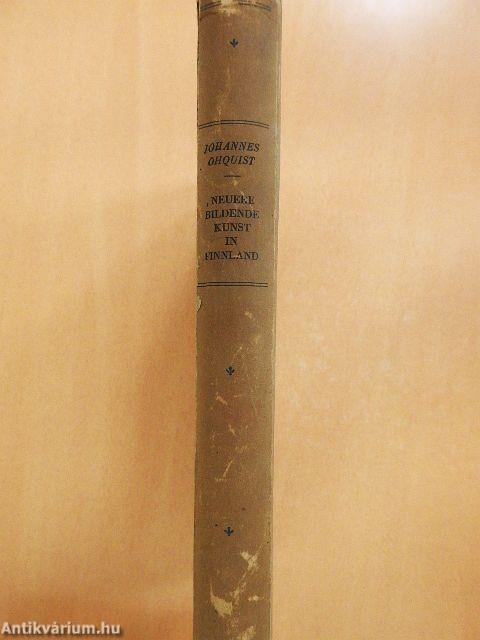 JOHANNES
OHQUIST
NEUERE
BILDENDE
KUNST
IN
FINNLAND
Antikvárium.hu